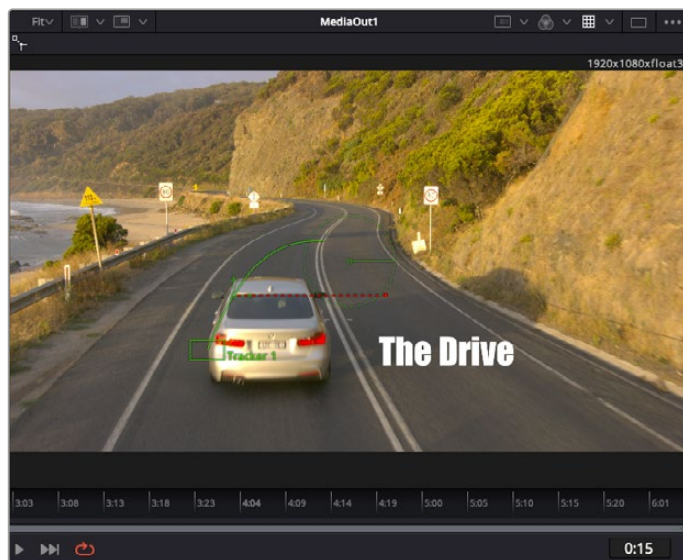 Fit
MediaOut1
1920x1080xfloat3
Tracker 1
The Drive
3:03 3:08 3:13 3:18 3:23 4:04 4:09 4:14 4:19 5:00 5:05 5:10 5:15 5:20 6:01
0:15